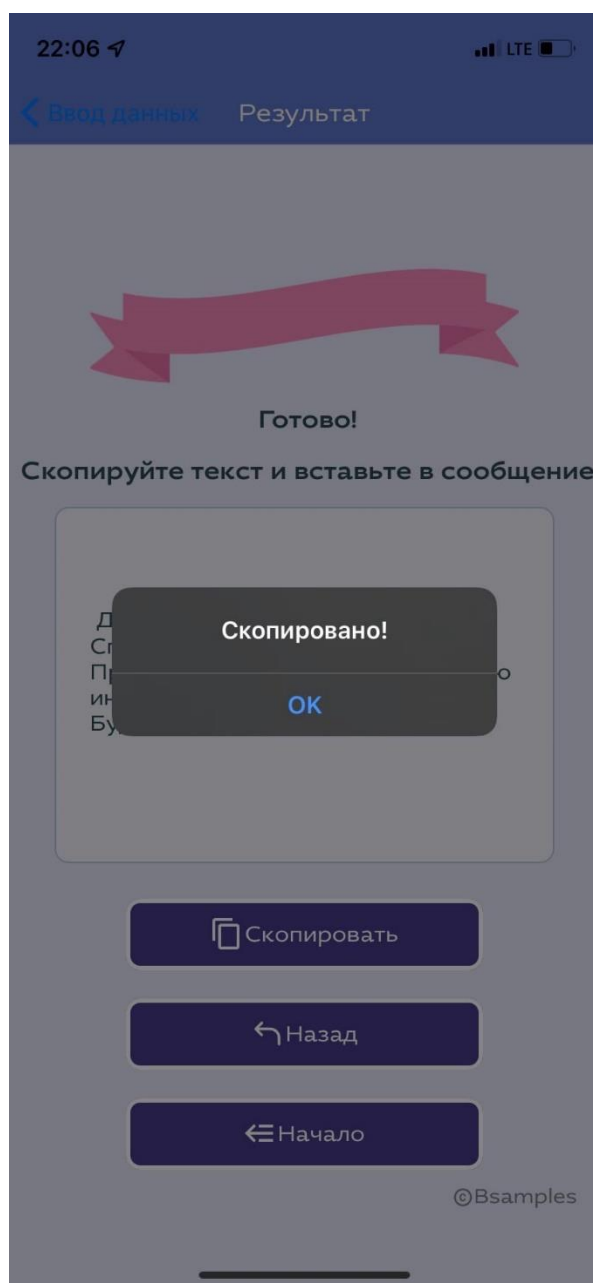 22:06
LTE
Ввод данных Результат
Готово!
Скопируйте текст и вставьте в сообщение
Скопировано!
OK
Скопировать
Назад
Начало
©Bsamples